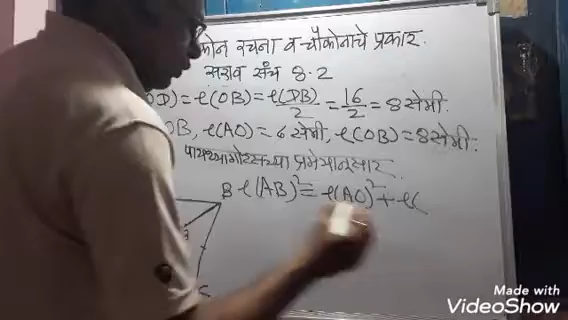 कोन रचना व चौकोनाचे प्रकार.
सराव संच 8.2
OD) = l(OB) = l(DB)/2 = 16/2 = 8 सेमी.
OB, l(AO) = 6 सेमी, l(OB) = 8 सेमी.
पायथागोरसच्या प्रमेयानुसार.
B l(AB)² = l(AO)² + l(
Made with
VideoShow